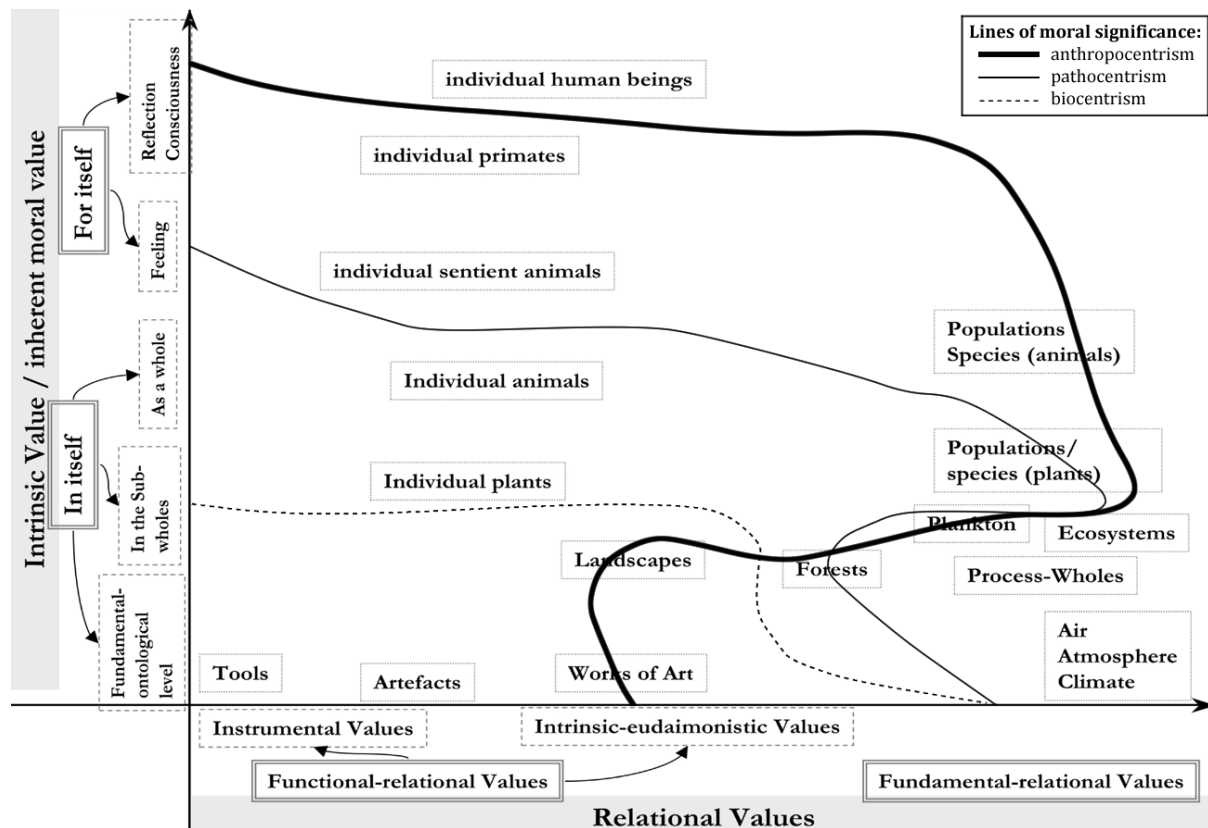 Lines of moral significance:
anthropocentrism
pathocentrism
biocentrism
Intrinsic Value / inherent moral value
For itself
Reflection
Consciousness
Feeling
In itself
As a whole
In the Sub-
wholes
Fundamental-
ontological
level
individual human beings
individual primates
individual sentient animals
Populations
Species (animals)
Individual animals
Populations/
species (plants)
Individual plants
Plankton
Ecosystems
Landscapes
Forests
Process-Wholes
Air
Atmosphere
Climate
Tools
Artefacts
Works of Art
Instrumental Values
Intrinsic-eudaimonistic Values
Functional-relational Values
Fundamental-relational Values
Relational Values